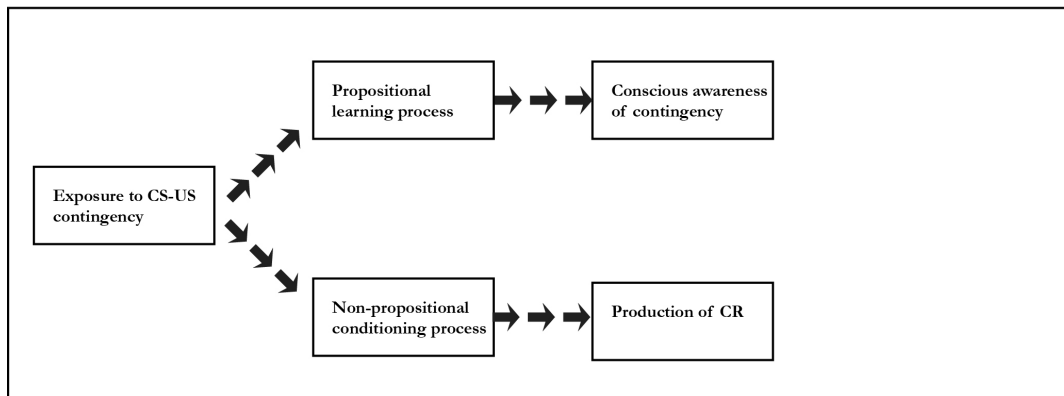 Propositional
learning process
Conscious awareness
of contingency
Exposure to CS-US
contingency
Non-propositional
conditioning process
Production of CR